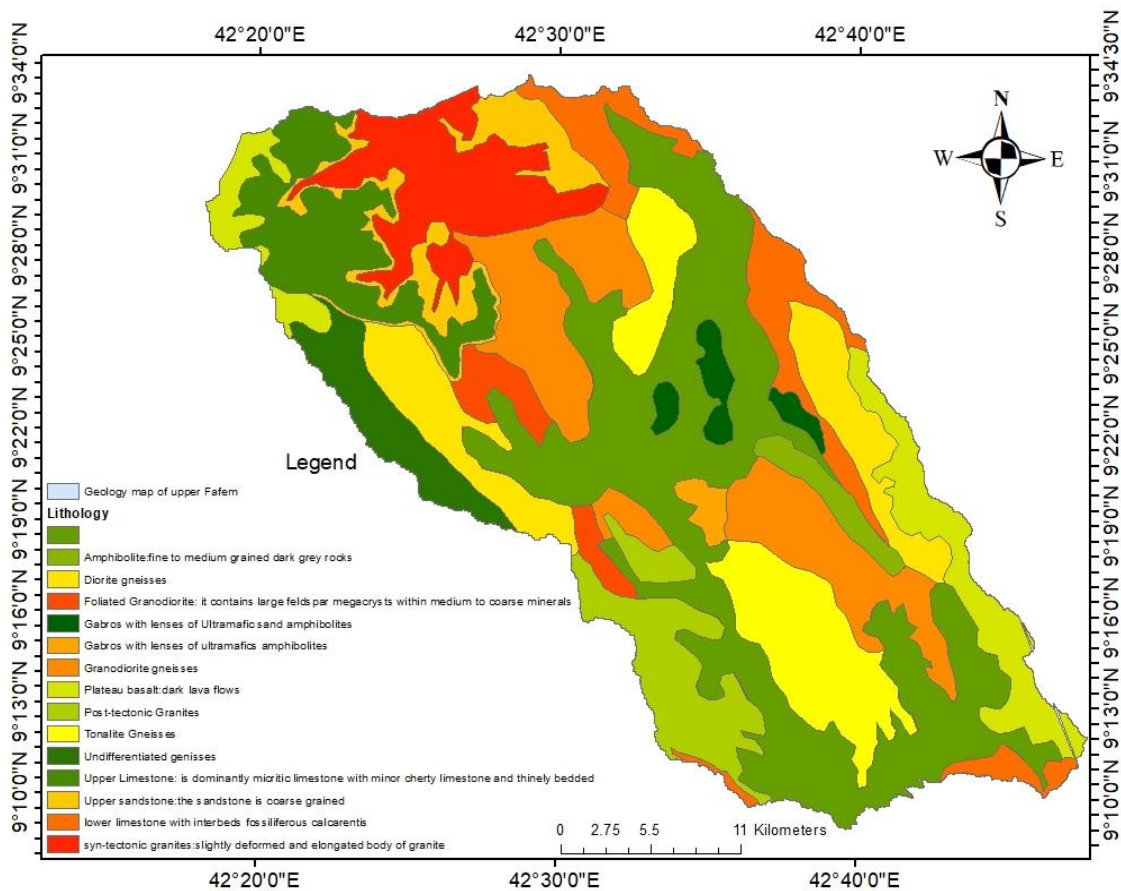 42°20'0"E 42°30'0"E 42°40'0"E
9°34'0"N
9°31'0"N 9°31'0"N
9°28'0"N 9°28'0"N
9°25'0"N 9°25'0"N
9°22'0"N 9°22'0"N
9°19'0"N 9°19'0"N
9°16'0"N 9°16'0"N
9°13'0"N 9°13'0"N
9°10'0"N
N
W E
S
Legend
Geology map of upper Fafem
Lithology
Amphibolite:fine to medium grained dark grey rocks
Diorite gneisses
Foliated Granodiorite: it contains large feldspar megacrysts within medium to coarse minerals
Gabros with lenses of Ultramafic sand amphibolites
Gabros with lenses of ultramafics amphibolites
Granodiorite gneisses
Plateau basalt:dark lava flows
Post-tectonic Granites
Tonalite Gneisses
Undifferentiated genisses
Upper Limestone: is dominantly micritic limestone with minor cherty limestone and thinely bedded
Upper sandstone:the sandstone is coarse grained
lower limestone with interbeds fossiliferous calcarentis
syn-tectonic granites:slightly deformed and elongated body of granite
0 2.75 5.5 11 Kilometers
42°20'0"E 42°30'0"E 42°40'0"E